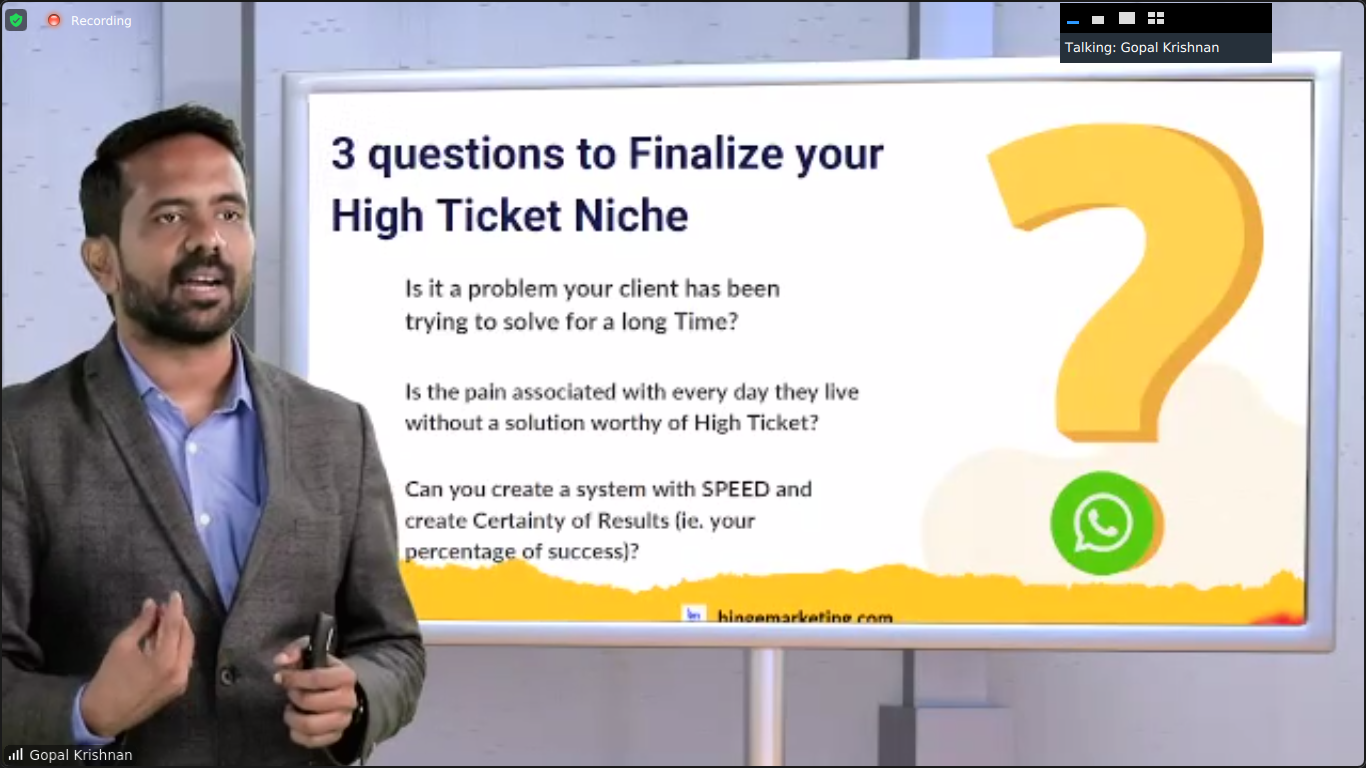 Recording
Talking: Gopal Krishnan
3 questions to Finalize your
High Ticket Niche
Is it a problem your client has been
trying to solve for a long Time?
Is the pain associated with every day they live
without a solution worthy of High Ticket?
Can you create a system with SPEED and
create Certainty of Results (ie. your
percentage of success)?
bingemarketing.com
Gopal Krishnan